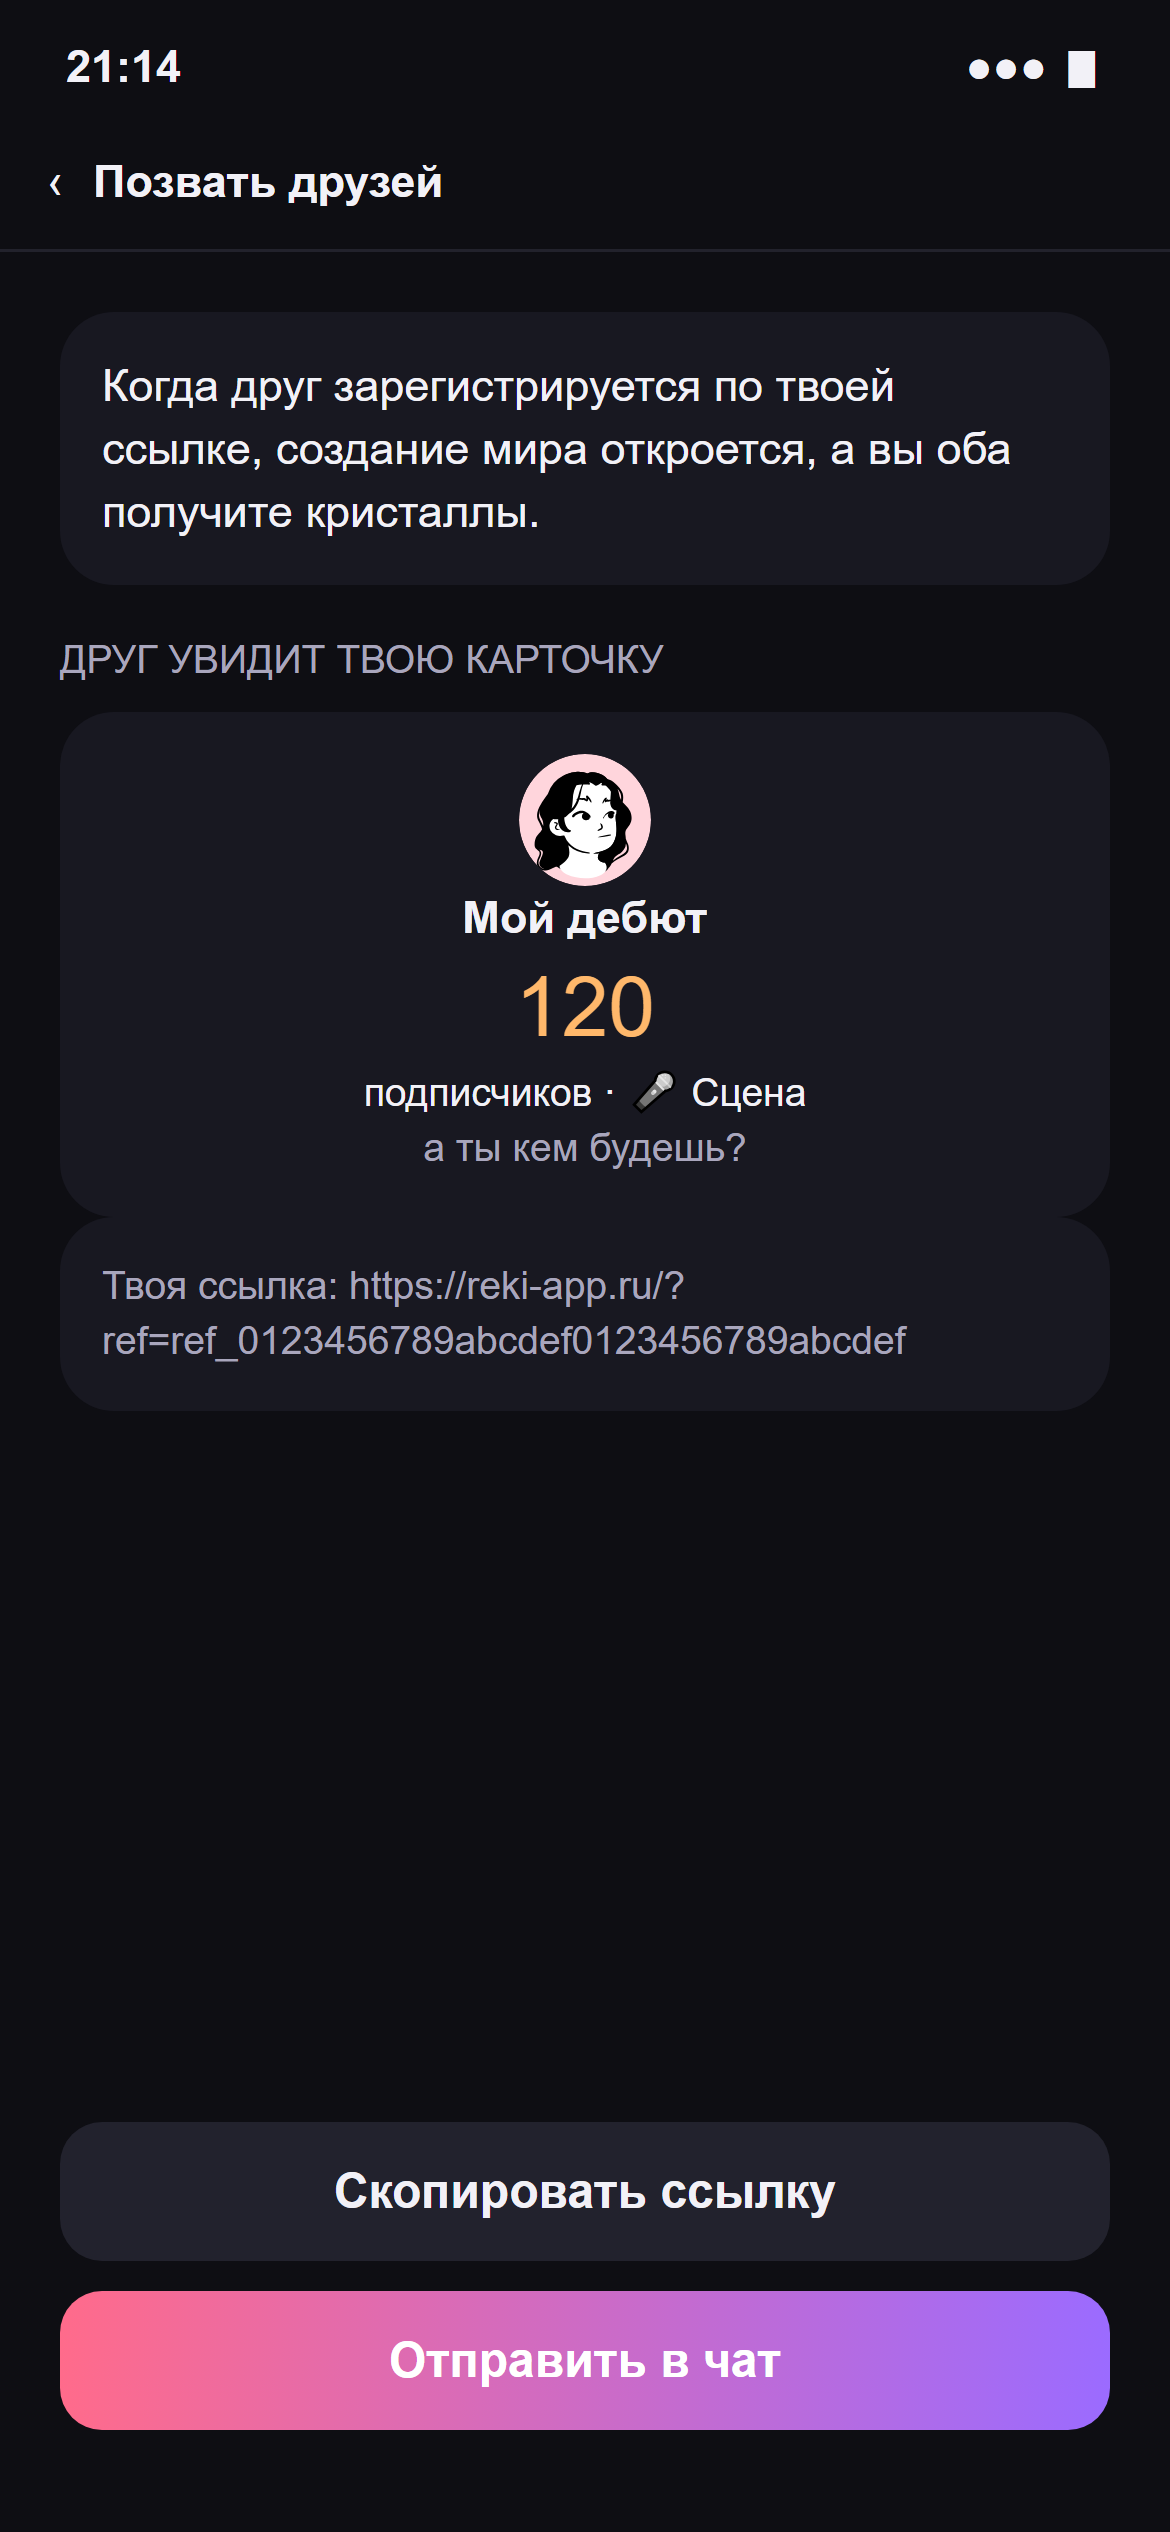 21:14
‹ Позвать друзей
Когда друг зарегистрируется по твоей
ссылке, создание мира откроется, а вы оба
получите кристаллы.
ДРУГ УВИДИТ ТВОЮ КАРТОЧКУ
Мой дебют
120
подписчиков · 🎤 Сцена
а ты кем будешь?
Твоя ссылка: https://reki-app.ru/?
ref=ref_0123456789abcdef0123456789abcdef
Скопировать ссылку
Отправить в чат